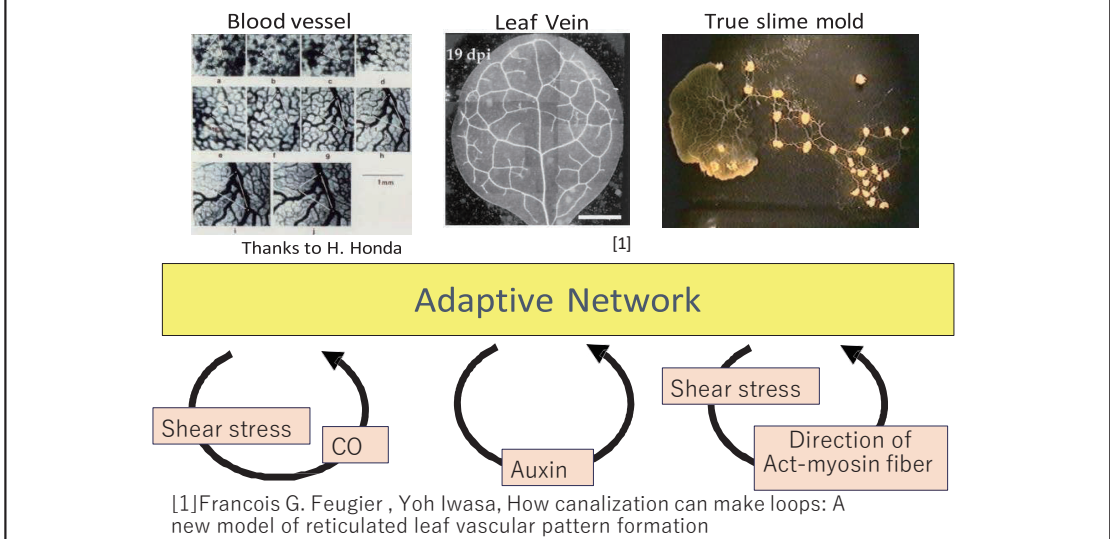 Blood vessel
Leaf Vein
True slime mold
19 dpi
a b c d
e f g h
1mm
i j
Thanks to H. Honda
[1]
Adaptive Network
Shear stress
CO
Auxin
Shear stress
Direction of
Act-myosin fiber
[1]Francois G. Feugier , Yoh Iwasa, How canalization can make loops: A
new model of reticulated leaf vascular pattern formation